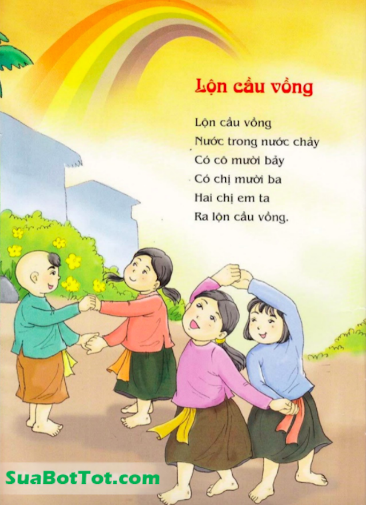 Lộn cầu vồng
Lộn cầu vồng
Nước trong nước chảy
Có cô mười bảy
Có chị mười ba
Hai chị em ta
Ra lộn cầu vồng.
SuaBotTot.com